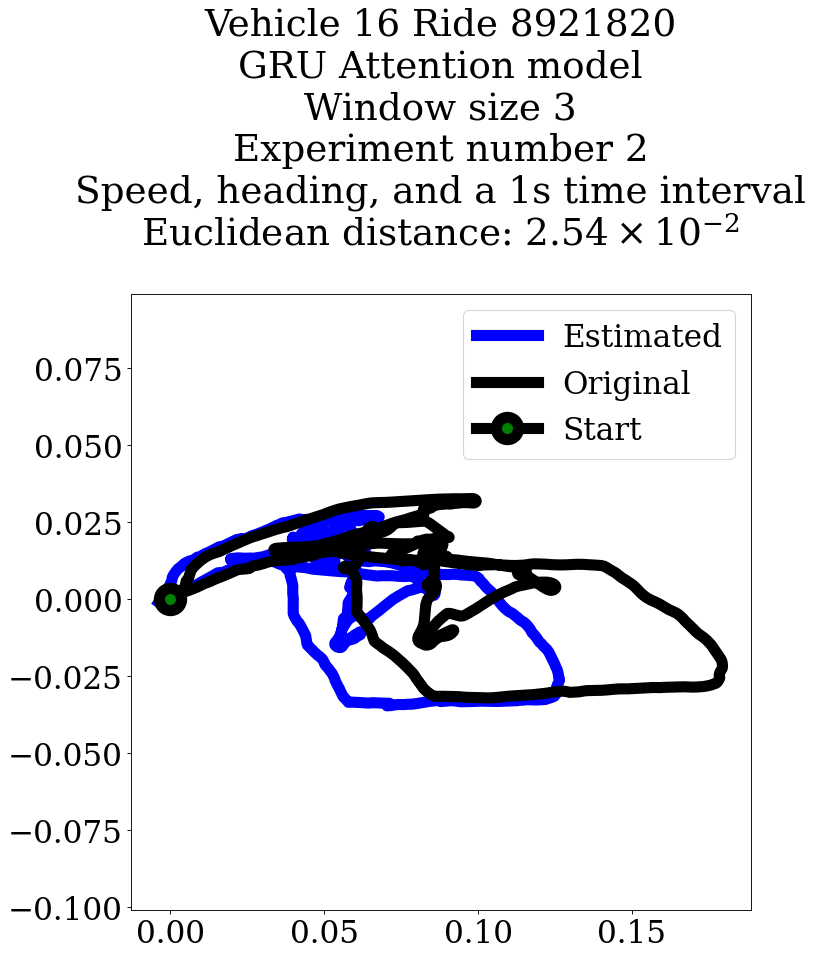 Vehicle 16 Ride 8921820
GRU Attention model
Window size 3
Experiment number 2
Speed, heading, and a 1s time interval
Euclidean distance: 2.54 × 10⁻²
Estimated
Original
Start
0.075
0.050
0.025
0.000
−0.025
−0.050
−0.075
−0.100
0.00 0.05 0.10 0.15